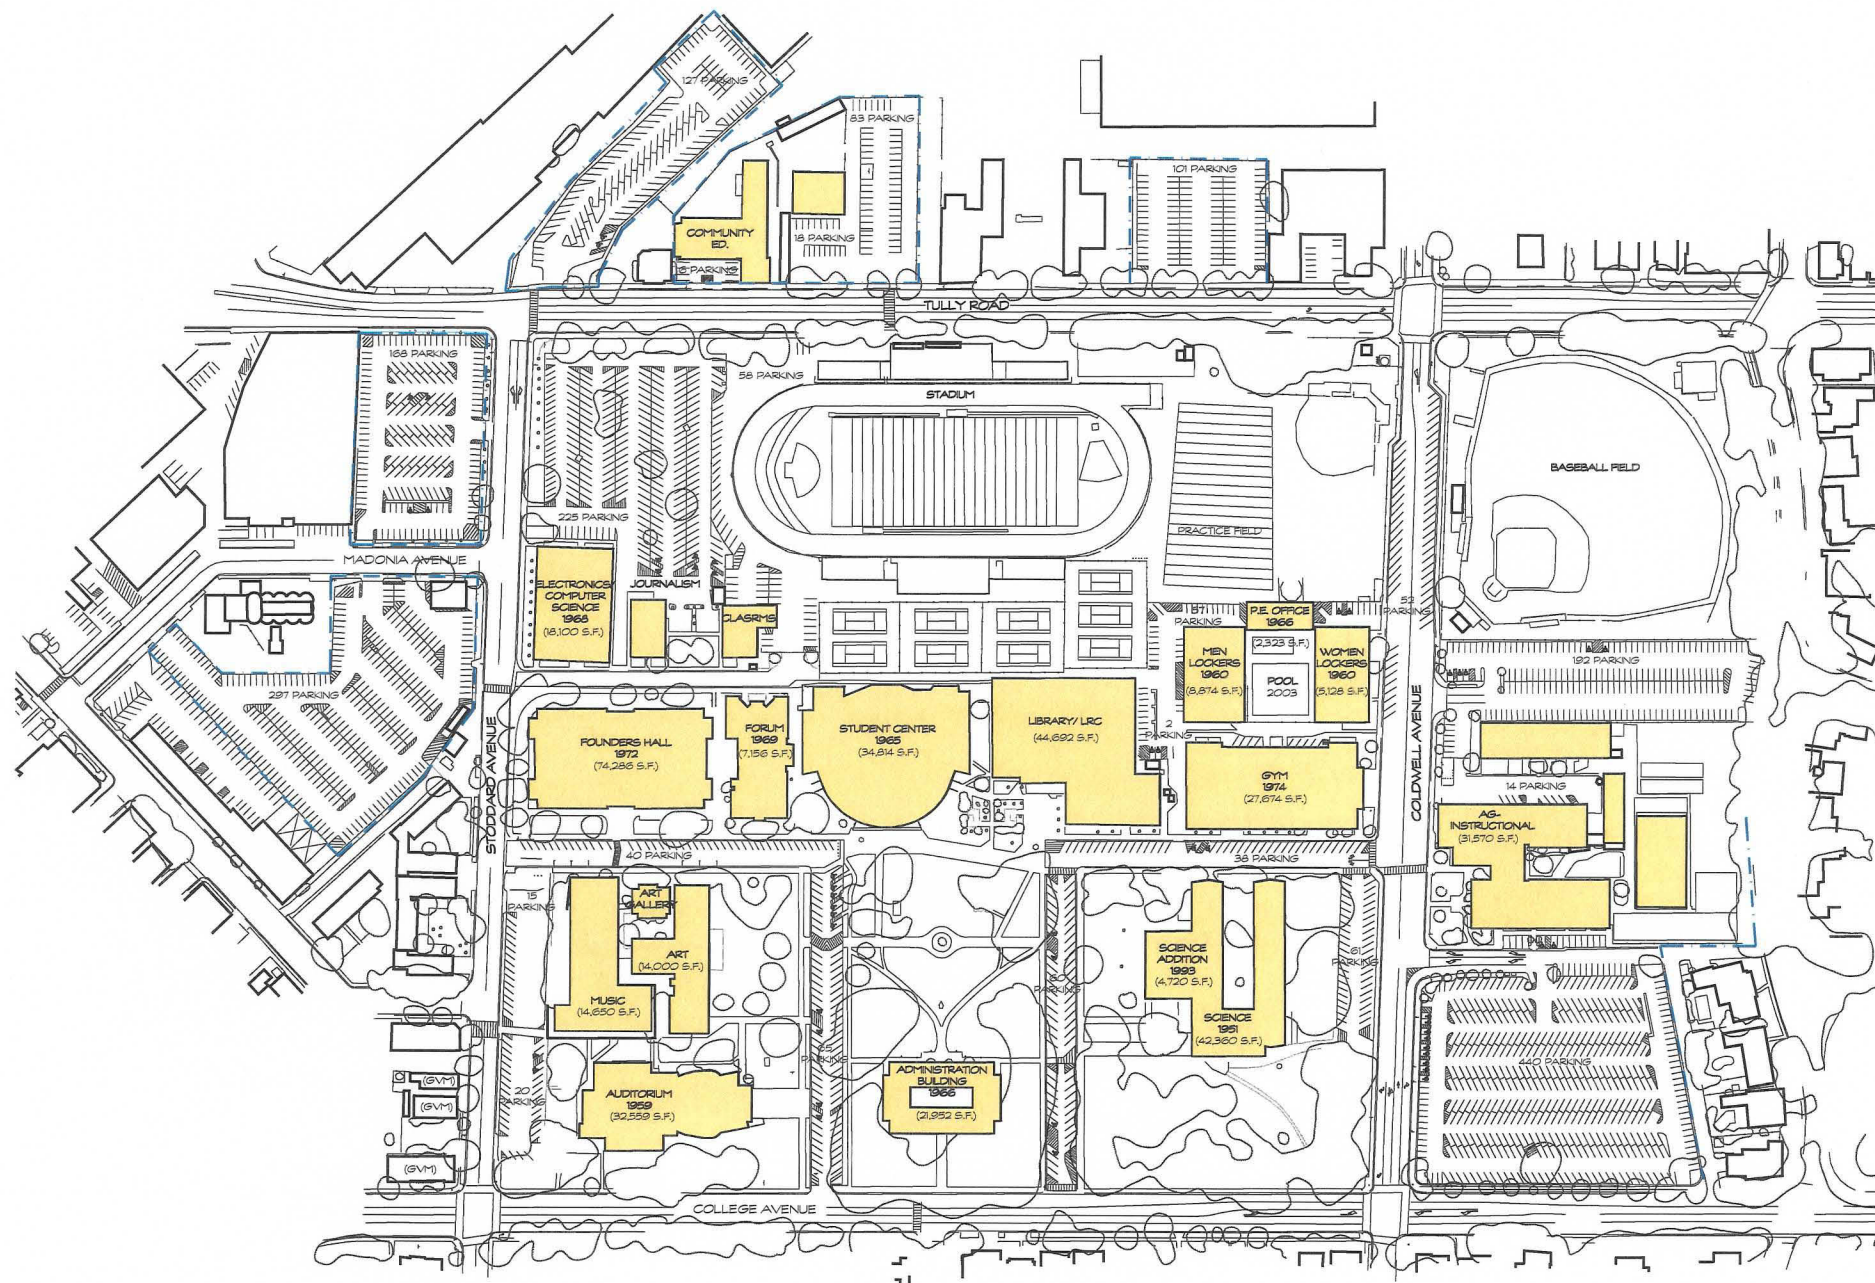 127 PARKING
83 PARKING
COMMUNITY
ED.
18 PARKING
PARKING
101 PARKING
TULLY ROAD
168 PARKING
58 PARKING
STADIUM
BASEBALL FIELD
225 PARKING
PRACTICE FIELD
MADONIA AVENUE
ELECTRONICS/
COMPUTER
SCIENCE
1968
(18,100 S.F.)
JOURNALISM
CLASRMS
PARKING
P.E. OFFICE
1966
(2,323 S.F.)
52
PARKING
MEN
LOCKERS
1960
(8,874 S.F.)
WOMEN
LOCKERS
1960
(5,128 S.F.)
POOL
2003
192 PARKING
297 PARKING
STODDARD AVENUE
FOUNDERS HALL
1972
(74,286 S.F.)
FORUM
1969
(7,156 S.F.)
STUDENT CENTER
1965
(34,814 S.F.)
LIBRARY/ LRC
(44,692 S.F.)
2
PARKING
GYM
1974
(27,674 S.F.)
COLDWELL AVENUE
14 PARKING
AG-
INSTRUCTIONAL
(31,570 S.F.)
40 PARKING
38 PARKING
15
PARKING
ART
GALLERY
ART
(14,000 S.F.)
MUSIC
(14,650 S.F.)
PARKING
SCIENCE
ADDITION
1993
(4,720 S.F.)
SCIENCE
1951
(42,360 S.F.)
61
PARKING
PARKING
440 PARKING
(GVM)
(GVM)
(GVM)
20
PARKING
AUDITORIUM
1959
(32,559 S.F.)
ADMINISTRATION
BUILDING
1966
(21,952 S.F.)
COLLEGE AVENUE